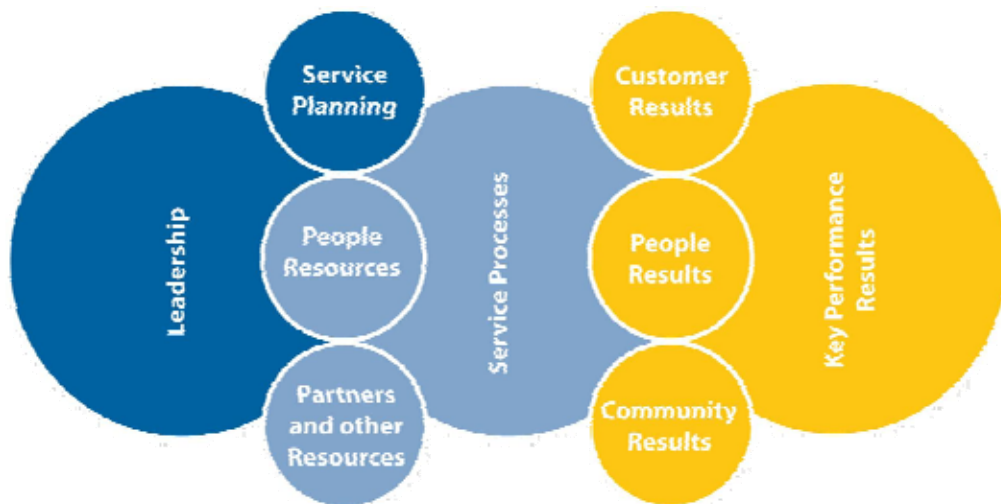 Leadership
Service
Planning
People
Resources
Partners
and other
Resources
Service Processes
Customer
Results
People
Results
Community
Results
Key Performance
Results